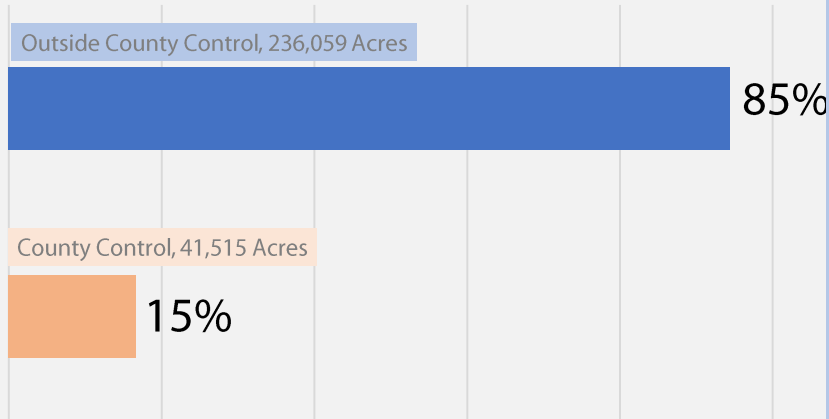 Outside County Control, 236,059 Acres
85%
County Control, 41,515 Acres
15%